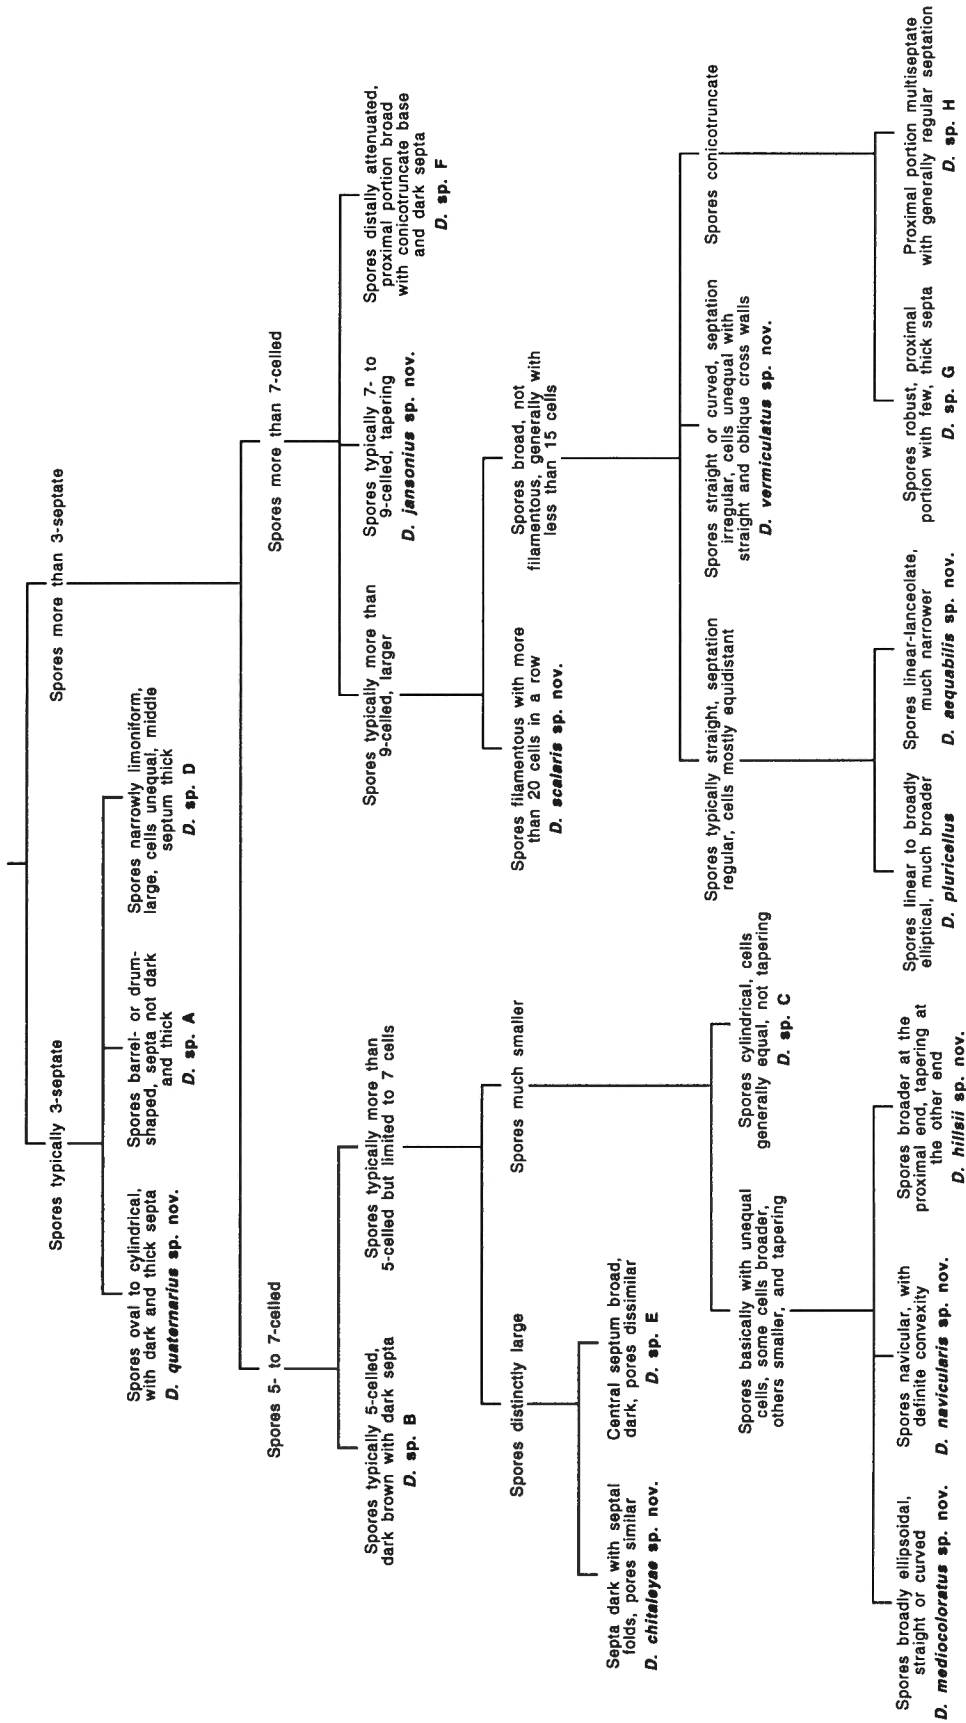 Spores typically 3-septate
Spores more than 3-septate
Spores oval to cylindrical,
with dark and thick septa
D. quaternarius sp. nov.
Spores barrel- or drum-
shaped, septa not dark
and thick
D. sp. A
Spores narrowly limoniform,
large, cells unequal, middle
septum thick
D. sp. D
Spores 5- to 7-celled
Spores more than 7-celled
Spores typically 5-celled,
dark brown with dark septa
D. sp. B
Spores typically more than
5-celled but limited to 7 cells
Spores typically more than
9-celled, larger
Spores typically 7- to
9-celled, tapering
D. jansonius sp. nov.
Spores distally attenuated,
proximal portion broad
with conicotruncate base
and dark septa
D. sp. F
Spores distinctly large
Spores much smaller
Spores filamentous with more
than 20 cells in a row
D. scalaris sp. nov.
Spores broad, not
filamentous, generally with
less than 15 cells
Septa dark with septal
folds, pores similar
D. chitaleyae sp. nov.
Central septum broad,
dark, pores dissimilar
D. sp. E
Spores basically with unequal
cells, some cells broader,
others smaller, and tapering
Spores cylindrical, cells
generally equal, not tapering
D. sp. C
Spores typically straight, septation
regular, cells mostly equidistant
Spores straight or curved, septation
irregular, cells unequal with
straight and oblique cross walls
D. vermiculatus sp. nov.
Spores conicotruncate
Spores broadly ellipsoidal,
straight or curved
D. mediocoloratus sp. nov.
Spores navicular, with
definite convexity
D. navicularis sp. nov.
Spores broader at the
proximal end, tapering at
the other end
D. hillsii sp. nov.
Spores linear to broadly
elliptical, much broader
D. pluricellus
Spores linear-lanceolate,
much narrower
D. aequabilis sp. nov.
Spores robust, proximal
portion with few, thick septa
D. sp. G
Proximal portion multiseptate
with generally regular septation
D. sp. H